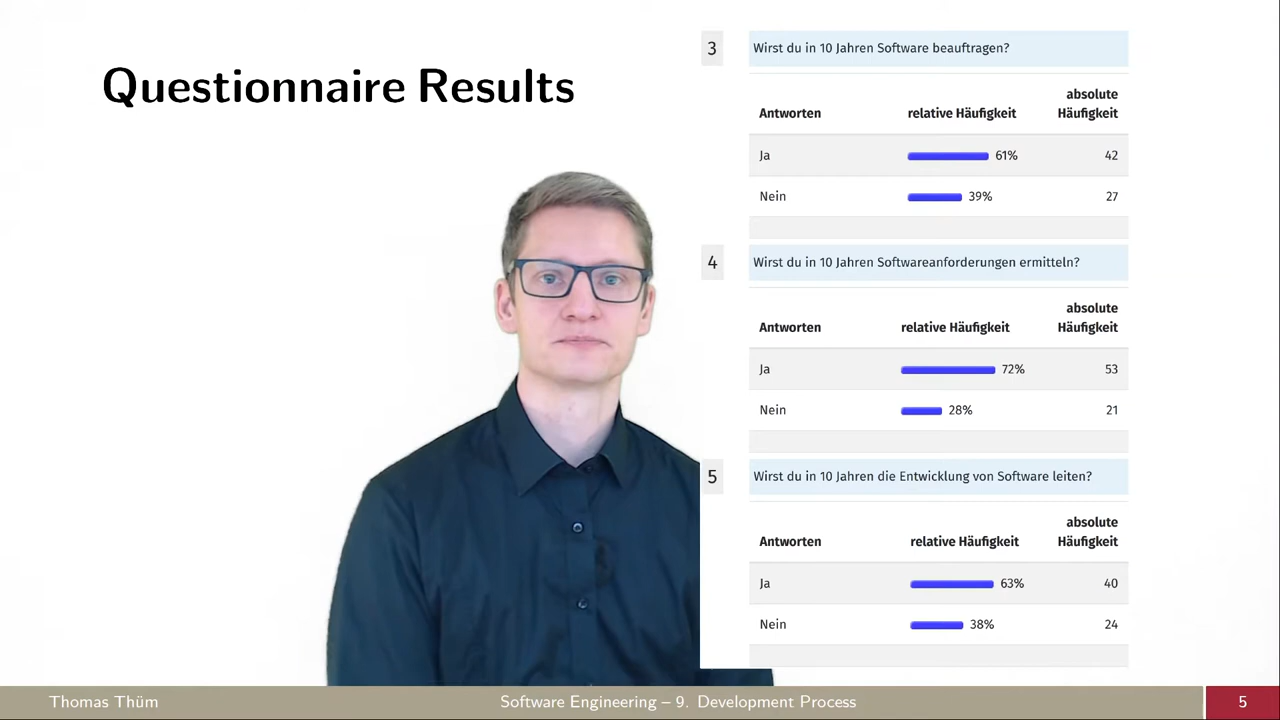 Questionnaire Results
3
Wirst du in 10 Jahren Software beauftragen?
absolute
Antworten relative Häufigkeit Häufigkeit
Ja 61% 42
Nein 39% 27
4
Wirst du in 10 Jahren Softwareanforderungen ermitteln?
absolute
Antworten relative Häufigkeit Häufigkeit
Ja 72% 53
Nein 28% 21
5
Wirst du in 10 Jahren die Entwicklung von Software leiten?
absolute
Antworten relative Häufigkeit Häufigkeit
Ja 63% 40
Nein 38% 24
Thomas Thüm Software Engineering – 9. Development Process 5